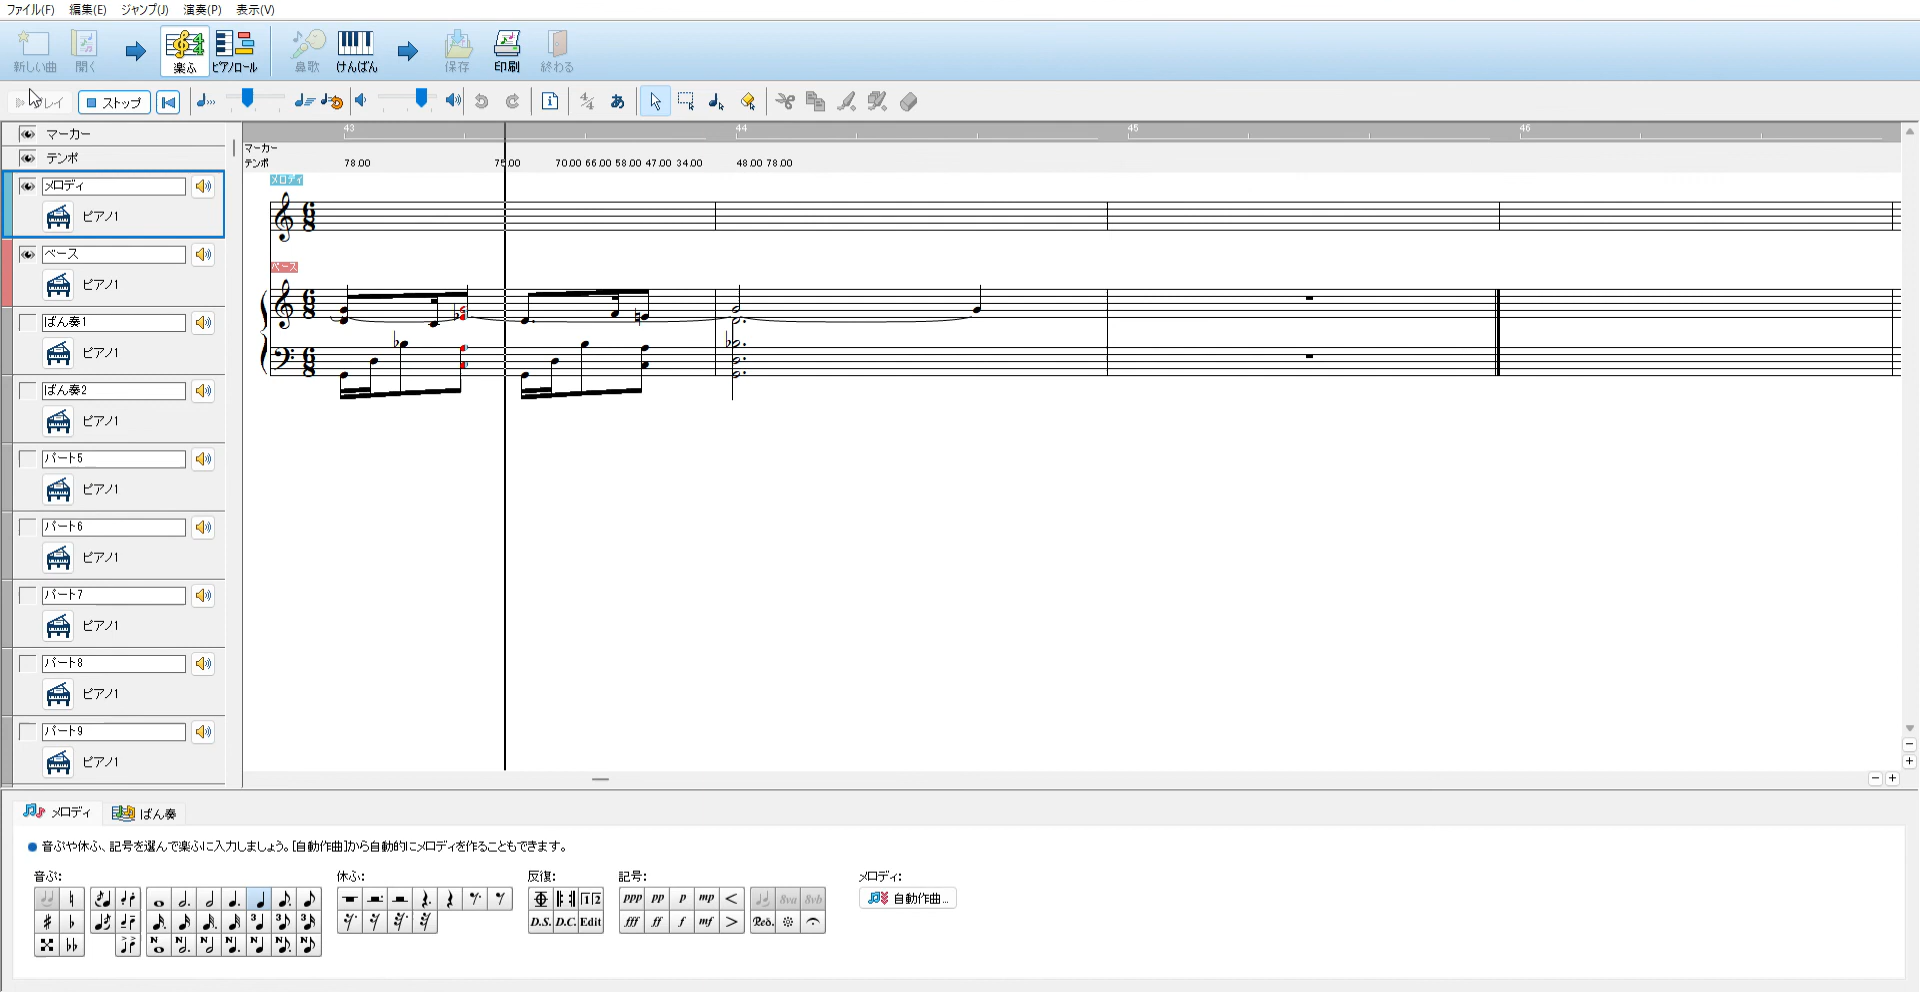 ファイル(F) 編集(E) ジャンプ(J) 演奏(P) 表示(V)
新しい曲 開く 楽ふ ピアノロール 鼻歌 けんばん 保存 印刷 終わる
レイ ストップ あ
マーカー
テンポ
メロディ
ピアノ1
ベース
ピアノ1
ばん奏1
ピアノ1
ばん奏2
ピアノ1
パート5
ピアノ1
パート6
ピアノ1
パート7
ピアノ1
パート8
ピアノ1
パート9
ピアノ1
43 44 45 46
マーカー
テンポ 78.00 75.00 70.00 66.00 58.00 47.00 34.00 48.00 78.00
メロディ
ベース
メロディ ばん奏
音ぷや休ふ、記号を選んで楽ふに入力しましょう。[自動作曲]から自動的にメロディを作ることもできます。
音ぷ: 休ふ: 反復: 記号: メロディ:
1 2 ppp pp p mp < 8va 8vb 自動作曲...
3 3 3 D.S. D.C. Edit fff ff f mf > Ped.
N N N N N N N